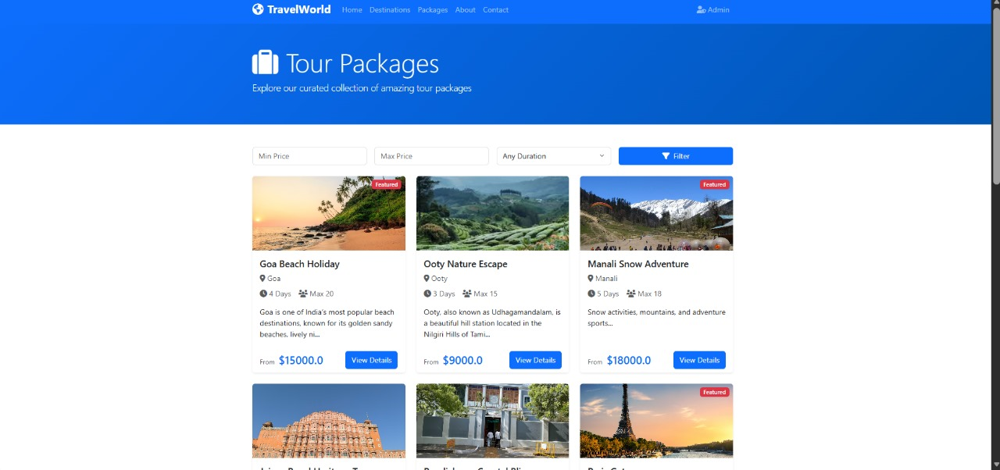 TravelWorld Home Destinations Packages About Contact Admin
Tour Packages
Explore our curated collection of amazing tour packages
Min Price Max Price Any Duration Filter
Featured
Goa Beach Holiday
Goa
4 Days Max 20
Goa is one of India's most popular beach
destinations, known for its golden sandy
beaches, lively ni...
From $15000.0 View Details
Ooty Nature Escape
Ooty
3 Days Max 15
Ooty, also known as Udhagamandalam, is
a beautiful hill station located in the
Nilgiri Hills of Tami...
From $9000.0 View Details
Featured
Manali Snow Adventure
Manali
5 Days Max 18
Snow activities, mountains, and adventure
sports...
From $18000.0 View Details
Featured